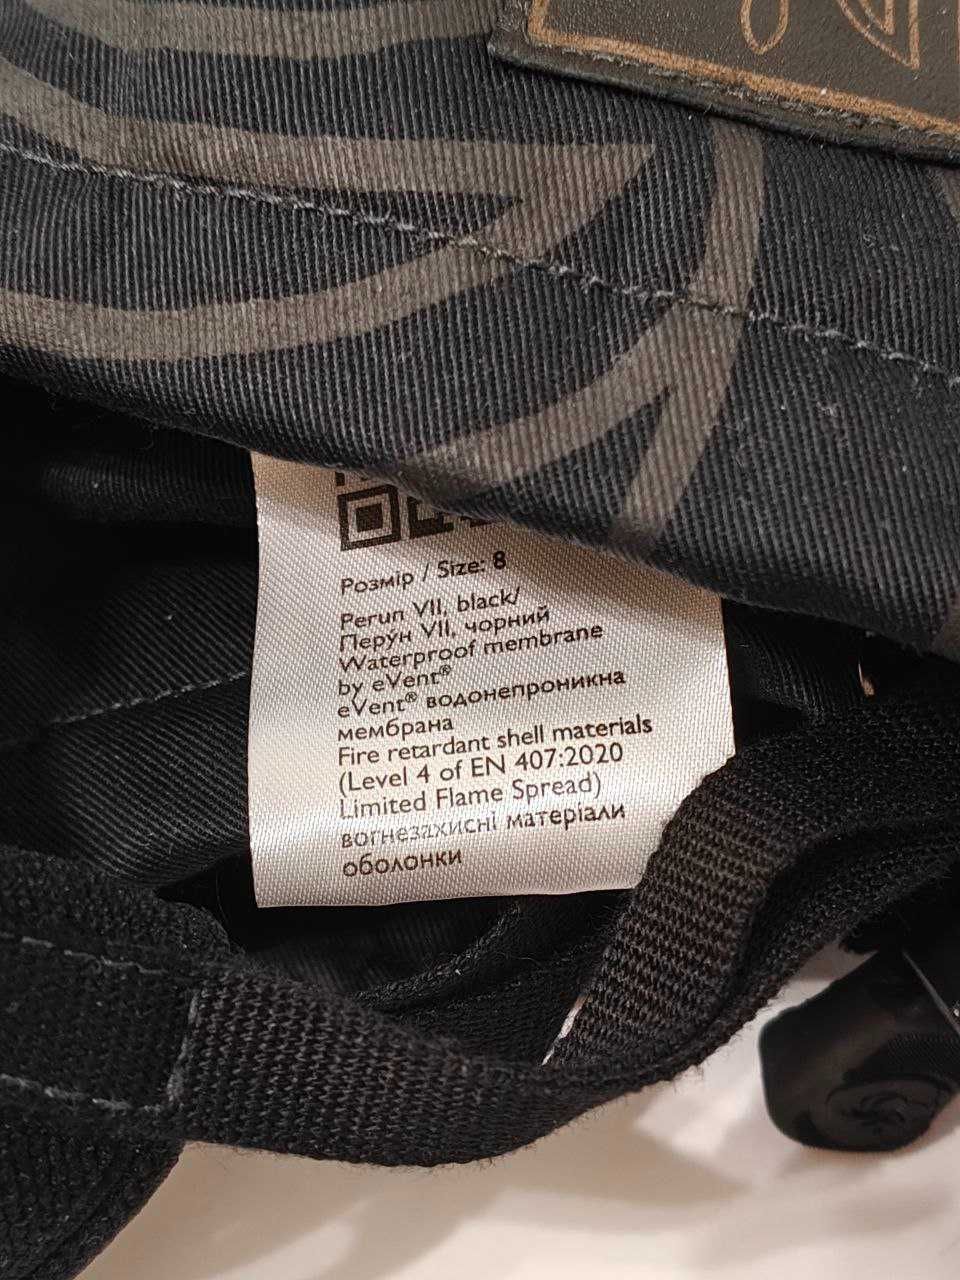 Розмір / Size: 8
Perun VII, black/
Перун VII, чорний
Waterproof membrane
by eVent®
eVent® водонепроникна
мембрана
Fire retardant shell materials
(Level 4 of EN 407:2020
Limited Flame Spread)
вогнезахисні матеріали
оболонки